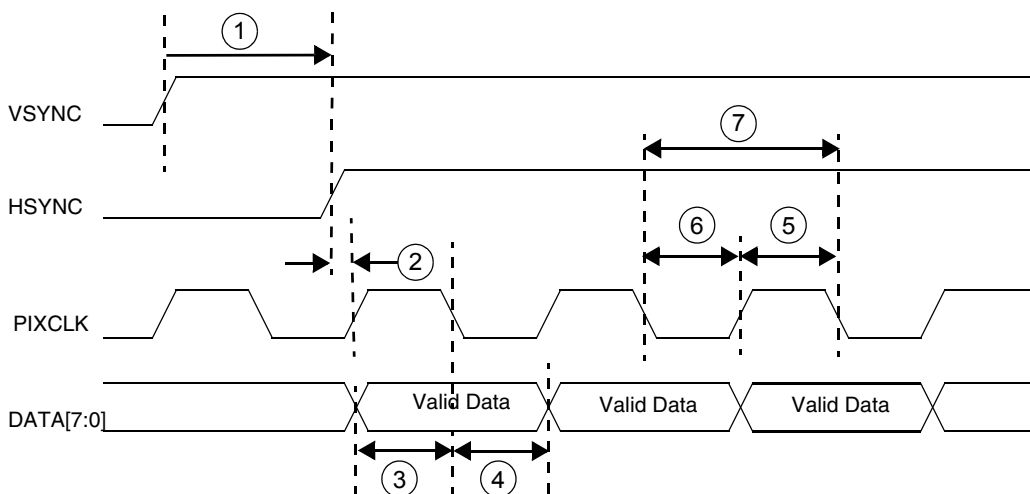 1
VSYNC
7
HSYNC
6
5
2
PIXCLK
Valid Data
Valid Data
Valid Data
DATA[7:0]
3
4